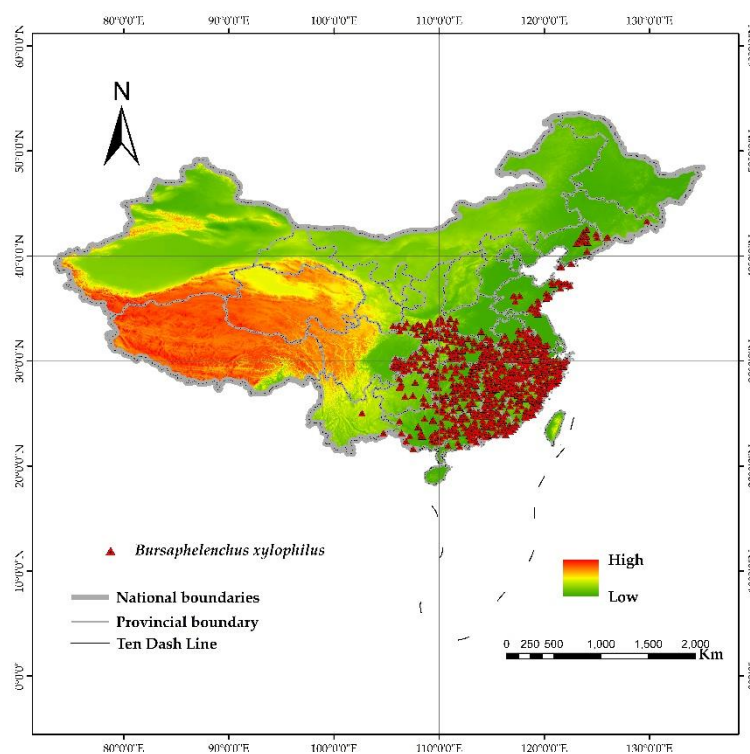 80°0'0"E 90°0'0"E 100°0'0"E 110°0'0"E 120°0'0"E 130°0'0"E
60°0'0"N
N
50°0'0"N
40°0'0"N
30°0'0"N
20°0'0"N
10°0'0"N
0°0'0"
Bursaphelenchus xylophilus
National boundaries
Provincial boundary
Ten Dash Line
High
Low
0 250 500 1,000 1,500 2,000
Km
80°0'0"E 90°0'0"E 100°0'0"E 110°0'0"E 120°0'0"E 130°0'0"E